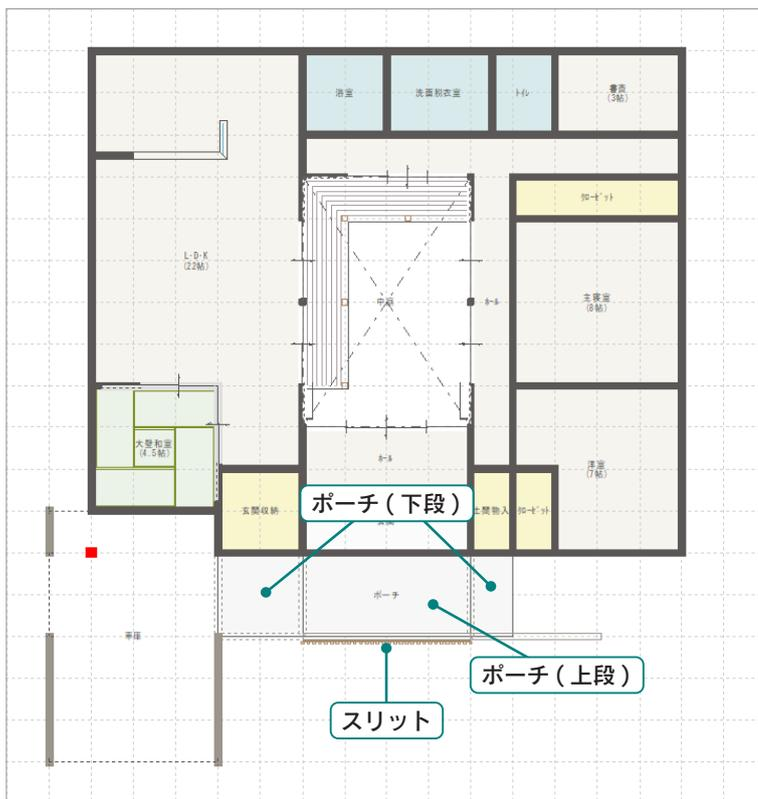 浴室
洗面脱衣室
トイレ
書斎
(3帖)
クローゼット
L・D・K
(22帖)
中庭
ホール
主寝室
(8帖)
大壁和室
(4.5帖)
ホール
洋室
(7帖)
玄関収納
ポーチ(下段)
土間物入
クローゼット
玄関
ポーチ
車庫
ポーチ(上段)
スリット